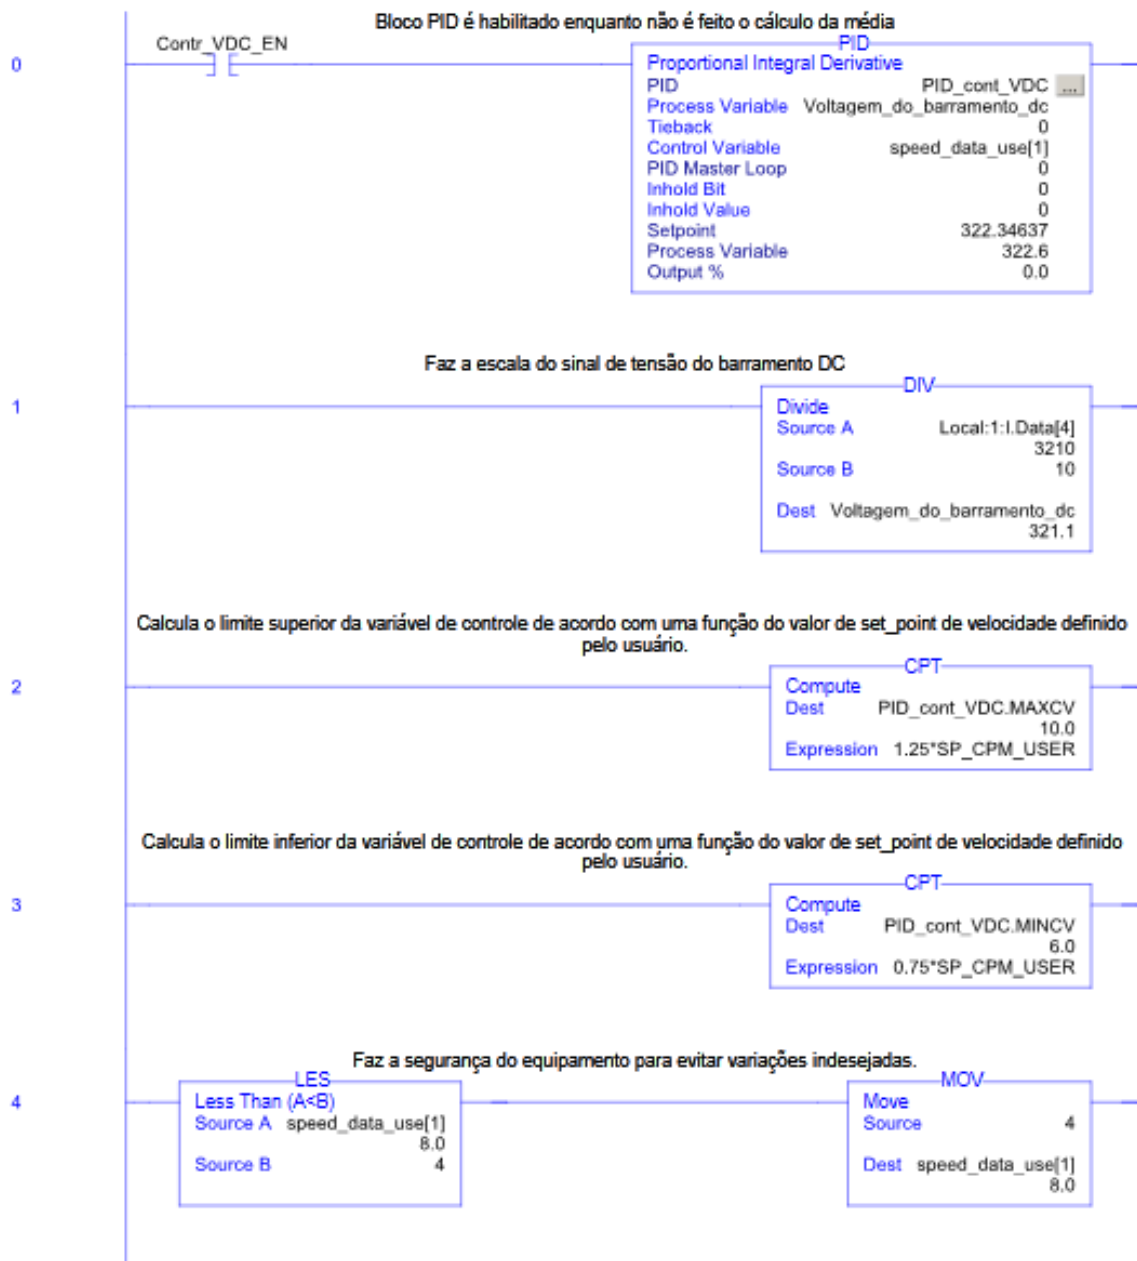 Bloco PID é habilitado enquanto não é feito o cálculo da média
Contr_VDC_EN
0
PID
Proportional Integral Derivative
PID PID_cont_VDC ...
Process Variable Voltagem_do_barramento_dc
Tieback 0
Control Variable speed_data_use[1]
PID Master Loop 0
Inhold Bit 0
Inhold Value 0
Setpoint 322.34637
Process Variable 322.6
Output % 0.0
Faz a escala do sinal de tensão do barramento DC
1
DIV
Divide
Source A Local:1:I.Data[4]
3210
Source B 10
Dest Voltagem_do_barramento_dc
321.1
Calcula o limite superior da variável de controle de acordo com uma função do valor de set_point de velocidade definido
pelo usuário.
2
CPT
Compute
Dest PID_cont_VDC.MAXCV
10.0
Expression 1.25*SP_CPM_USER
Calcula o limite inferior da variável de controle de acordo com uma função do valor de set_point de velocidade definido
pelo usuário.
3
CPT
Compute
Dest PID_cont_VDC.MINCV
6.0
Expression 0.75*SP_CPM_USER
Faz a segurança do equipamento para evitar variações indesejadas.
4
LES
Less Than (A<B)
Source A speed_data_use[1]
8.0
Source B 4
MOV
Move
Source 4
Dest speed_data_use[1]
8.0